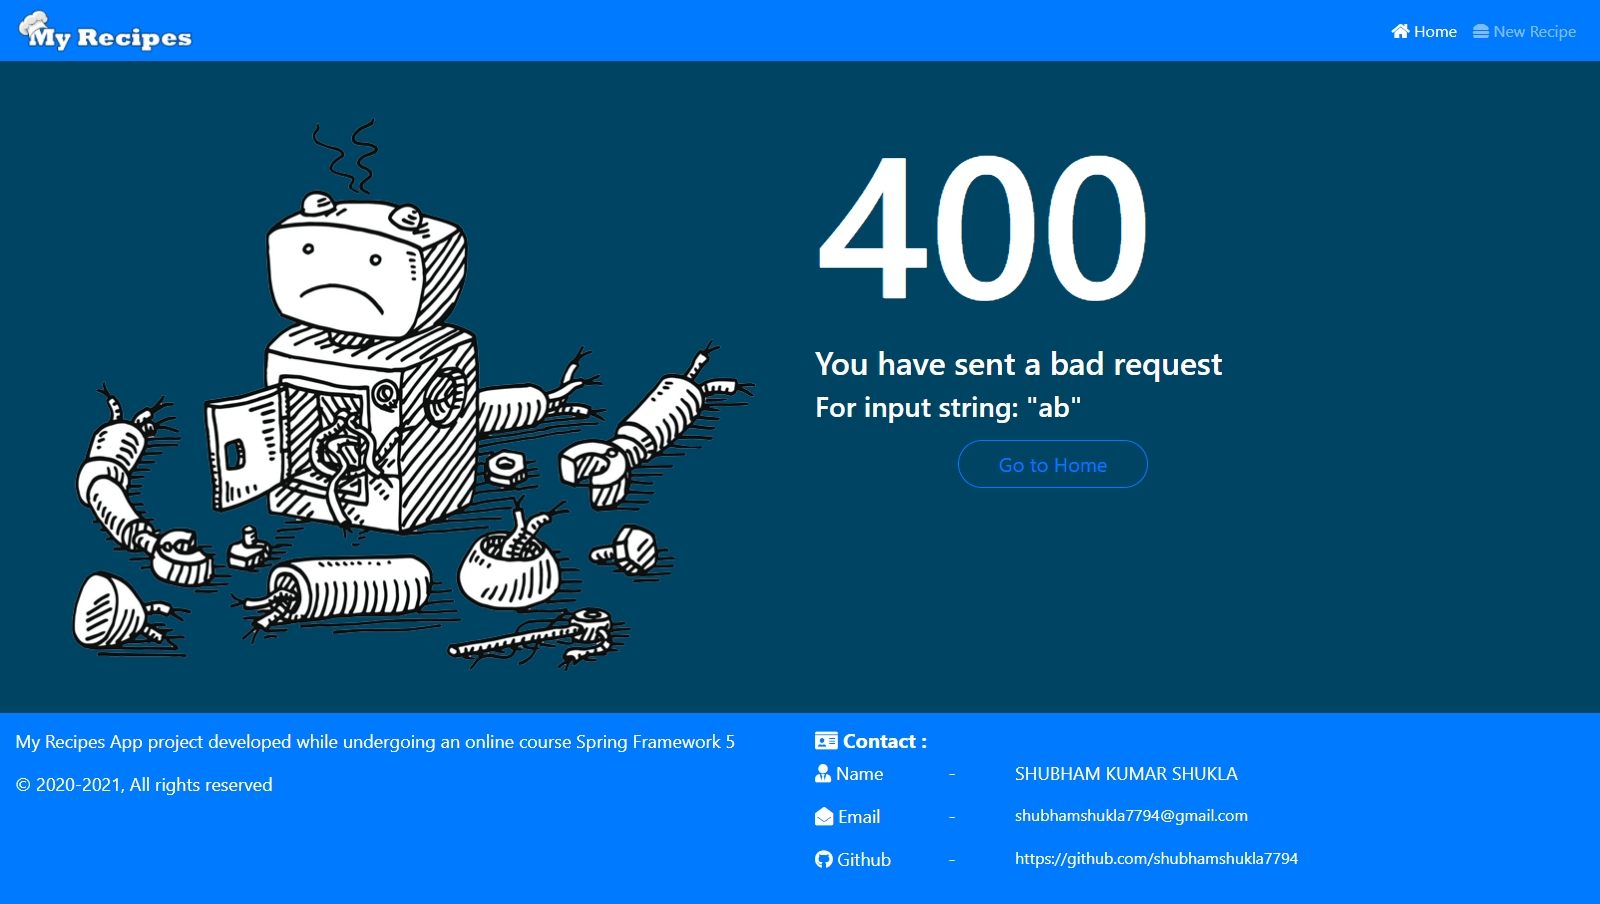 My Recipes
Home New Recipe
400
You have sent a bad request
For input string: "ab"
Go to Home
My Recipes App project developed while undergoing an online course Spring Framework 5
© 2020-2021, All rights reserved
Contact :
Name - SHUBHAM KUMAR SHUKLA
Email - shubhamshukla7794@gmail.com
Github - https://github.com/shubhamshukla7794